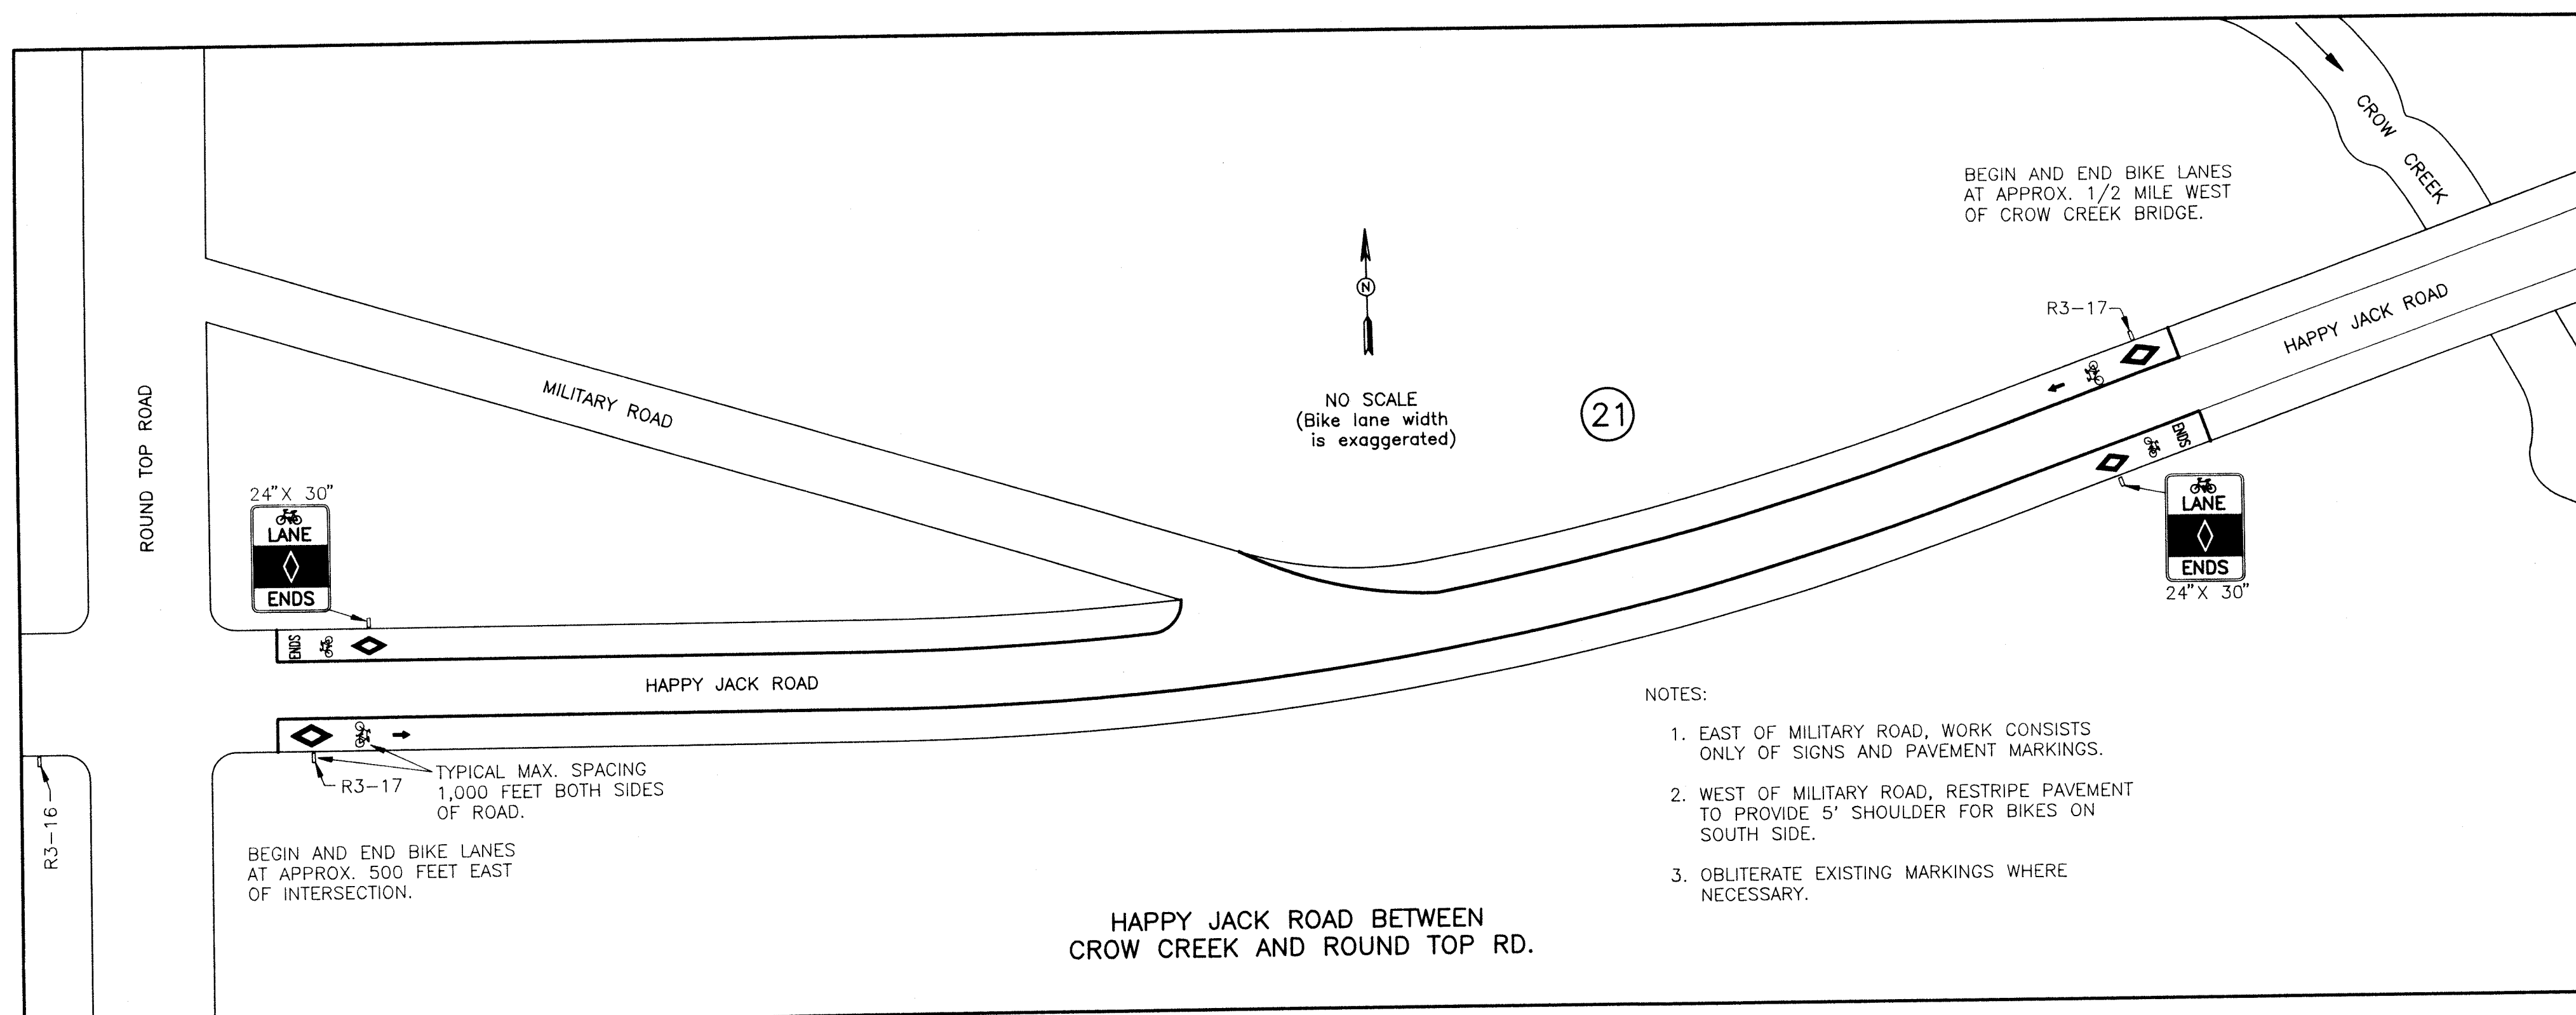 CROW CREEK
BEGIN AND END BIKE LANES
AT APPROX. 1/2 MILE WEST
OF CROW CREEK BRIDGE.
R3-17
HAPPY JACK ROAD
N
NO SCALE
(Bike lane width
is exaggerated)
21
MILITARY ROAD
ROUND TOP ROAD
24"X 30"
LANE
ENDS
ENDS
LANE
ENDS
24"X 30"
ENDS
HAPPY JACK ROAD
R3-17
TYPICAL MAX. SPACING
1,000 FEET BOTH SIDES
OF ROAD.
R3-16
BEGIN AND END BIKE LANES
AT APPROX. 500 FEET EAST
OF INTERSECTION.
NOTES:
1. EAST OF MILITARY ROAD, WORK CONSISTS
ONLY OF SIGNS AND PAVEMENT MARKINGS.
2. WEST OF MILITARY ROAD, RESTRIPE PAVEMENT
TO PROVIDE 5' SHOULDER FOR BIKES ON
SOUTH SIDE.
3. OBLITERATE EXISTING MARKINGS WHERE
NECESSARY.
HAPPY JACK ROAD BETWEEN
CROW CREEK AND ROUND TOP RD.